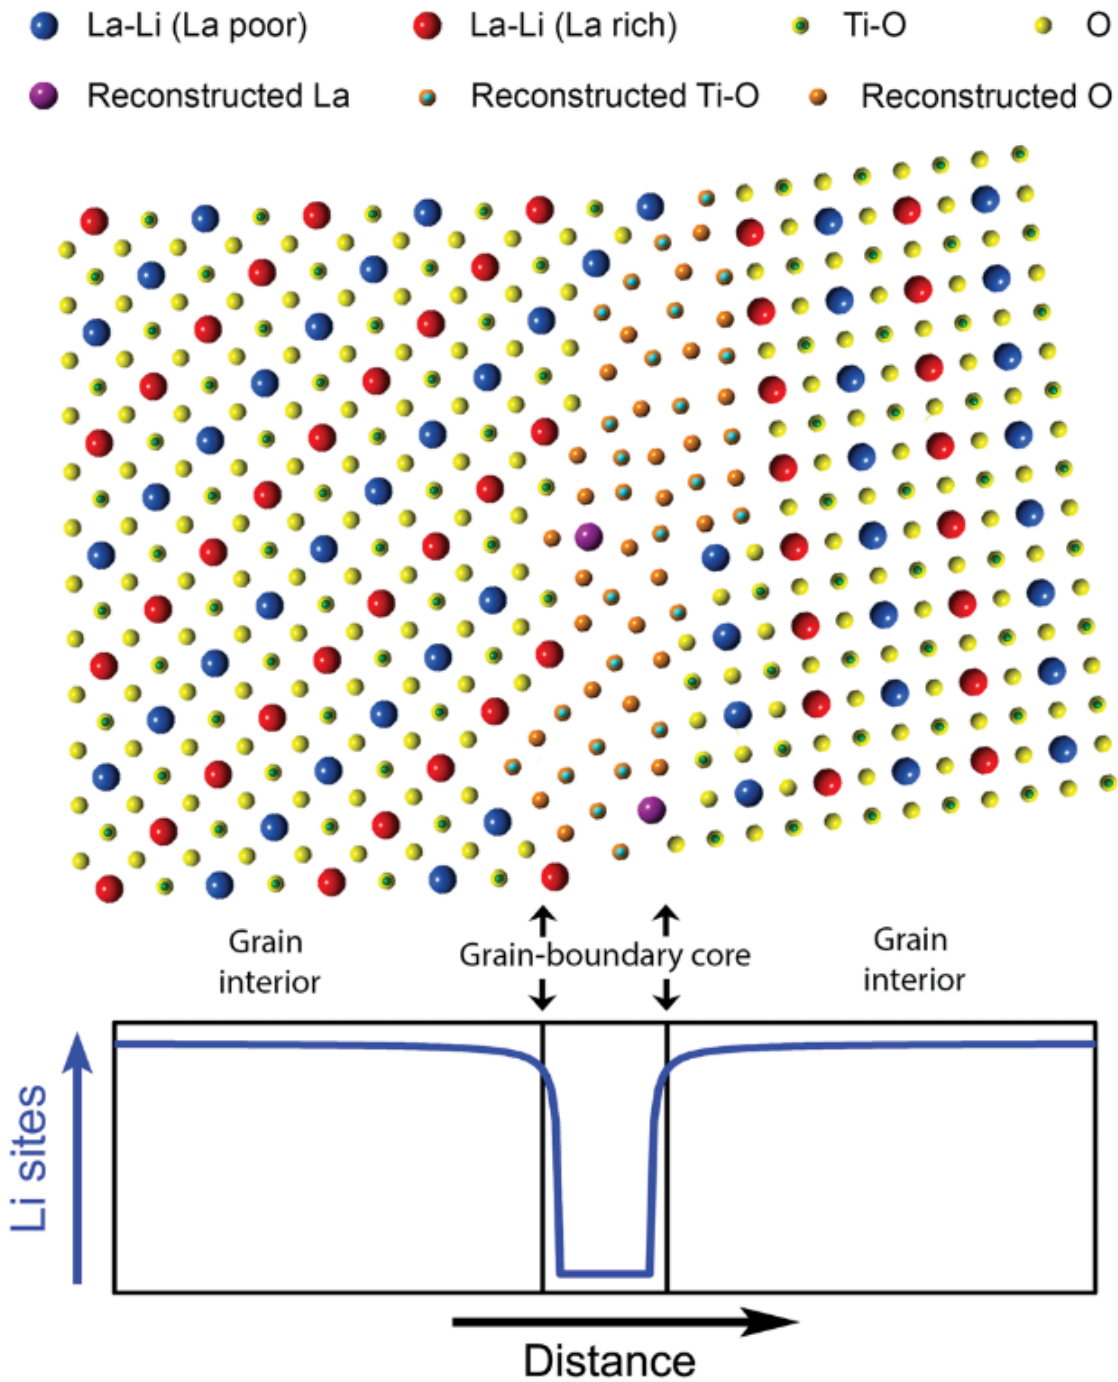 La-Li (La poor) La-Li (La rich) Ti-O O
Reconstructed La Reconstructed Ti-O Reconstructed O
Grain
interior
Grain-boundary core
Grain
interior
Li sites
Distance